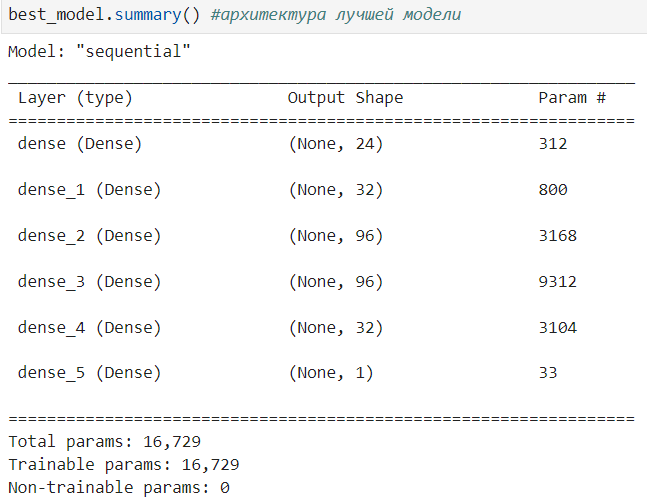 best_model.summary() #архитектура лучшей модели
Model: "sequential"
_________________________________________________________________
Layer (type) Output Shape Param #
=================================================================
dense (Dense) (None, 24) 312
dense_1 (Dense) (None, 32) 800
dense_2 (Dense) (None, 96) 3168
dense_3 (Dense) (None, 96) 9312
dense_4 (Dense) (None, 32) 3104
dense_5 (Dense) (None, 1) 33
=================================================================
Total params: 16,729
Trainable params: 16,729
Non-trainable params: 0